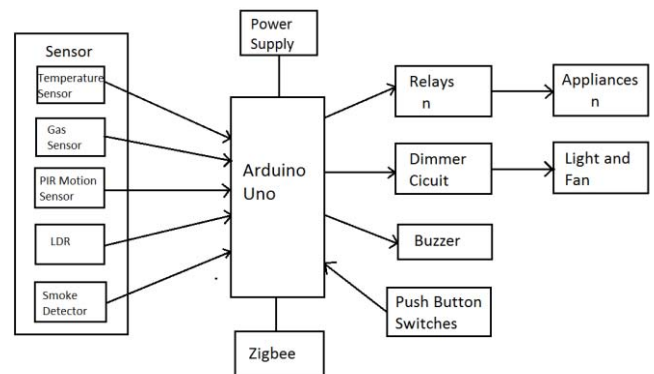 Power
Supply
Sensor
Temperature
Sensor
Gas
Sensor
PIR Motion
Sensor
LDR
Smoke
Detector
Arduino
Uno
Zigbee
Relays
n
Appliances
n
Dimmer
Cicuit
Light and
Fan
Buzzer
Push Button
Switches